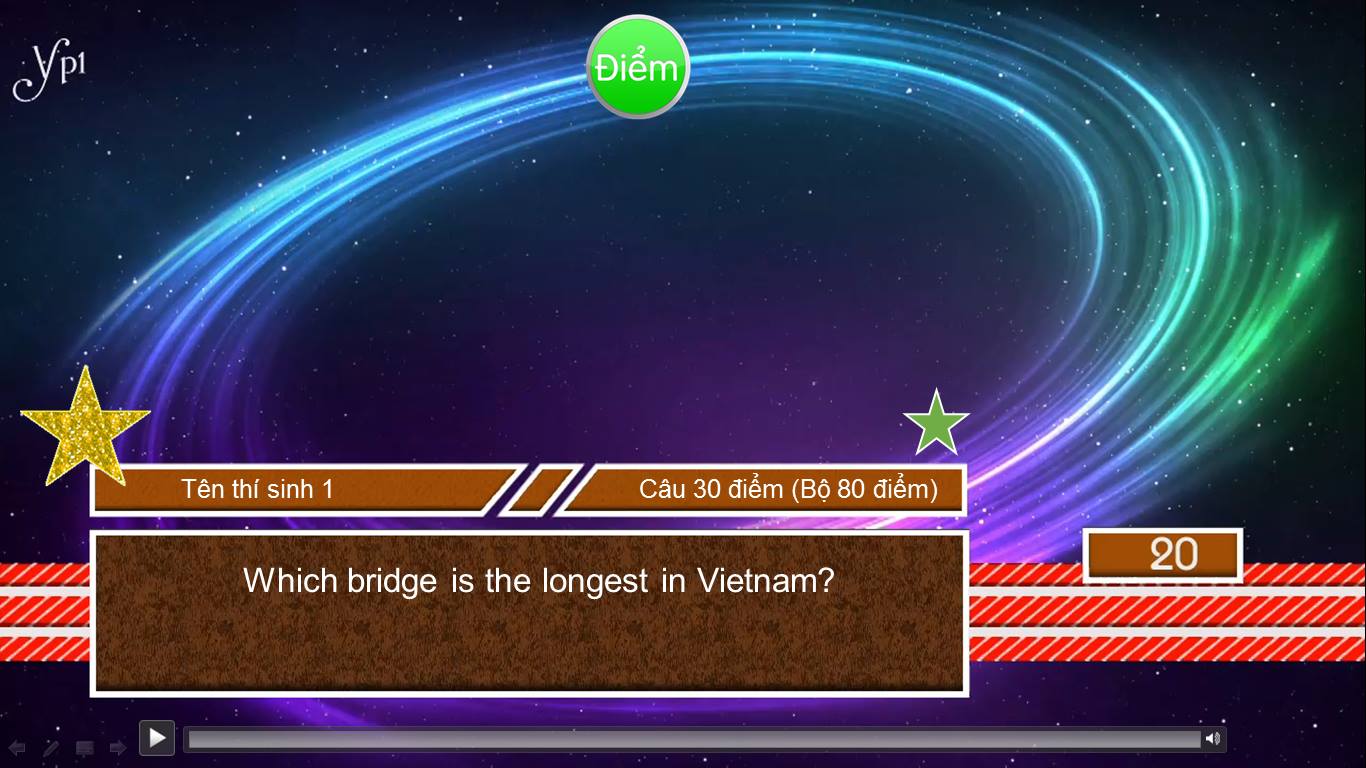 Yp1
Điểm
Tên thí sinh 1
Câu 30 điểm (Bộ 80 điểm)
Which bridge is the longest in Vietnam?
20